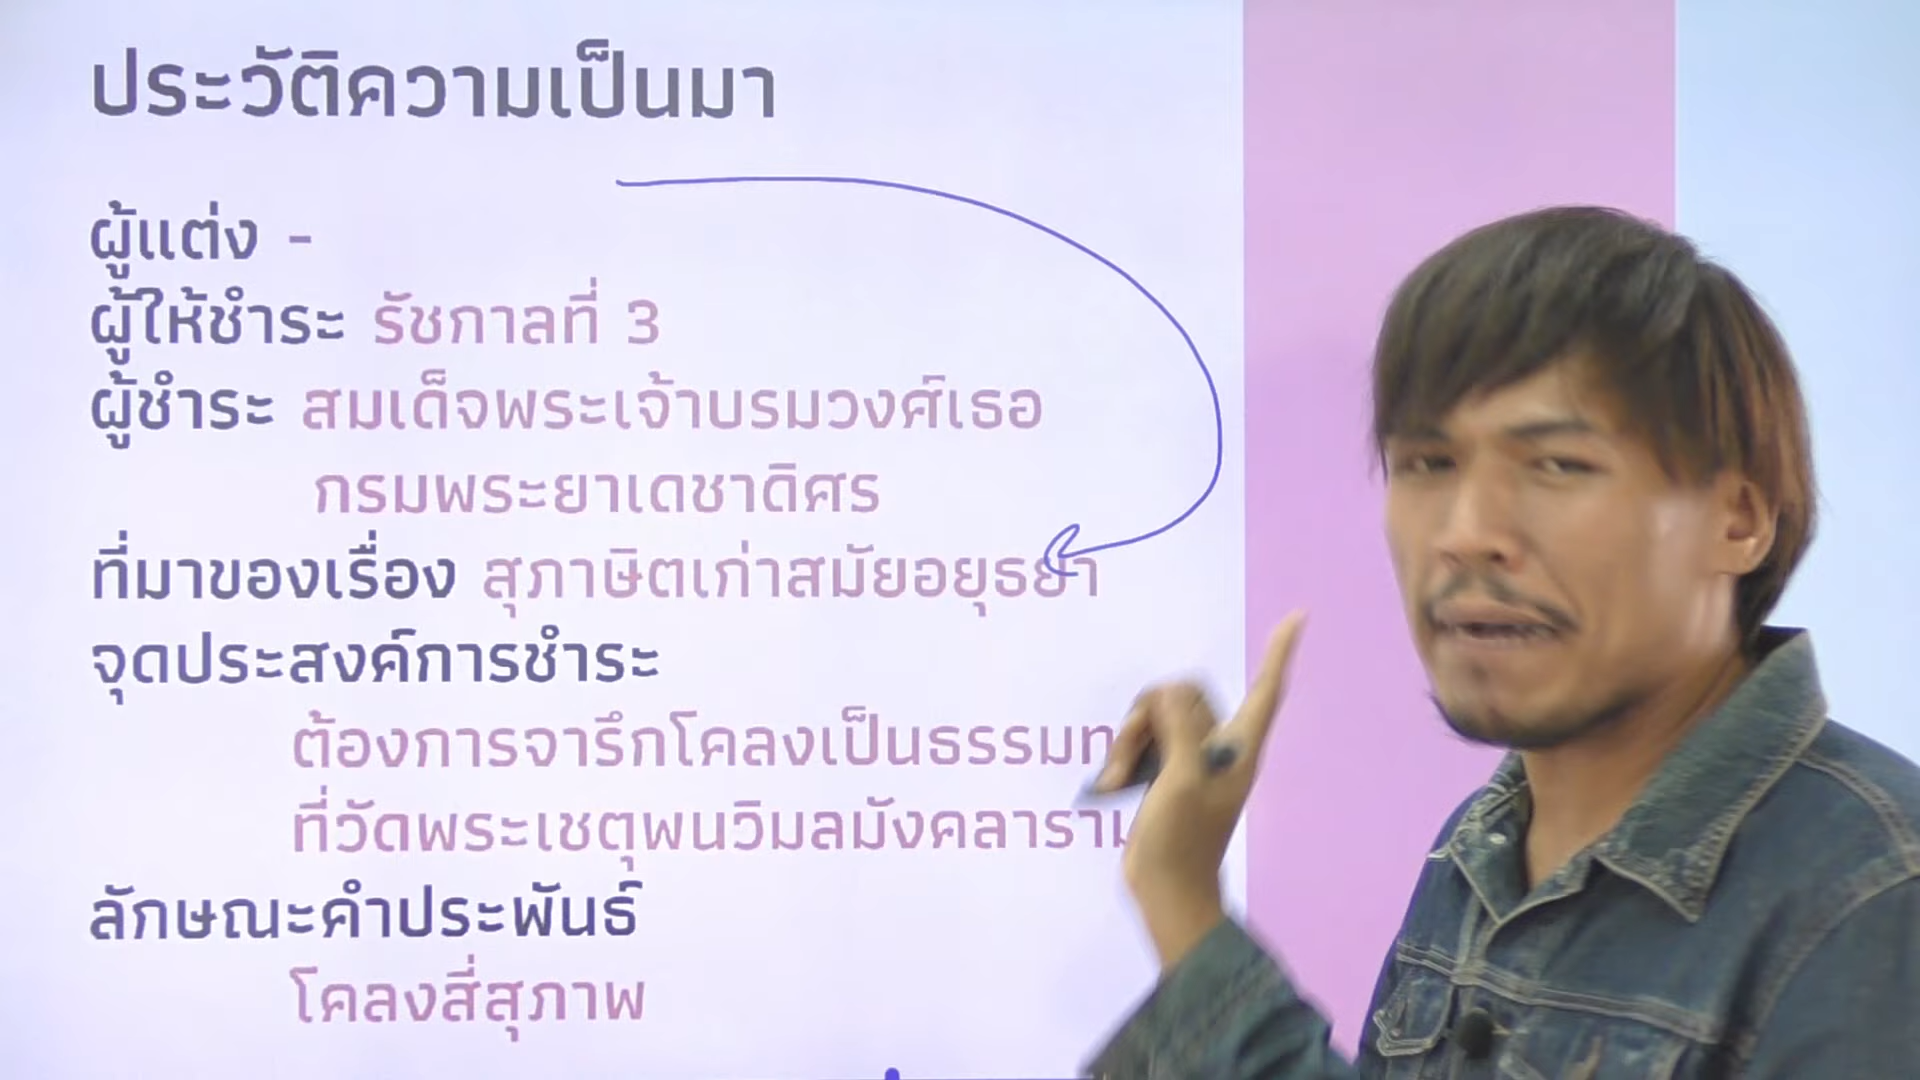 ประวัติความเป็นมา
ผู้แต่ง -
ผู้ให้ชำระ รัชกาลที่ 3
ผู้ชำระ สมเด็จพระเจ้าบรมวงศ์เธอ
กรมพระยาเดชาดิศร
ที่มาของเรื่อง สุภาษิตเก่าสมัยอยุธยา
จุดประสงค์การชำระ
ต้องการจารึกโคลงเป็น
ที่วัดพระเชตุพนวิมลมังคลาราม
ลักษณะคำประพันธ์
โคลงสี่สุภาพ